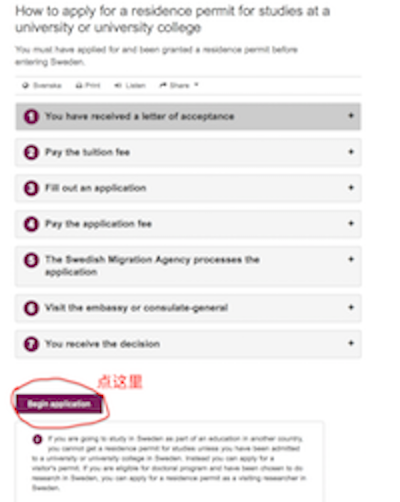 How to apply for a residence permit for studies at a
university or university college
You must have applied for and been granted a residence permit before
entering Sweden.
Svenska Print Listen Share
1 You have received a letter of acceptance +
2 Pay the tuition fee +
3 Fill out an application +
4 Pay the application fee +
5 The Swedish Migration Agency processes the
application +
6 Visit the embassy or consulate-general +
7 You receive the decision +
点这里
Begin application
If you are going to study in Sweden as part of an education in another country,
you cannot get a residence permit for studies unless you have been admitted
to a university or university college in Sweden. Instead you can apply for a
visitor's permit. If you are eligible for doctoral program and have been chosen to do
research in Sweden, you can apply for a residence permit as a visiting researcher in
Sweden.